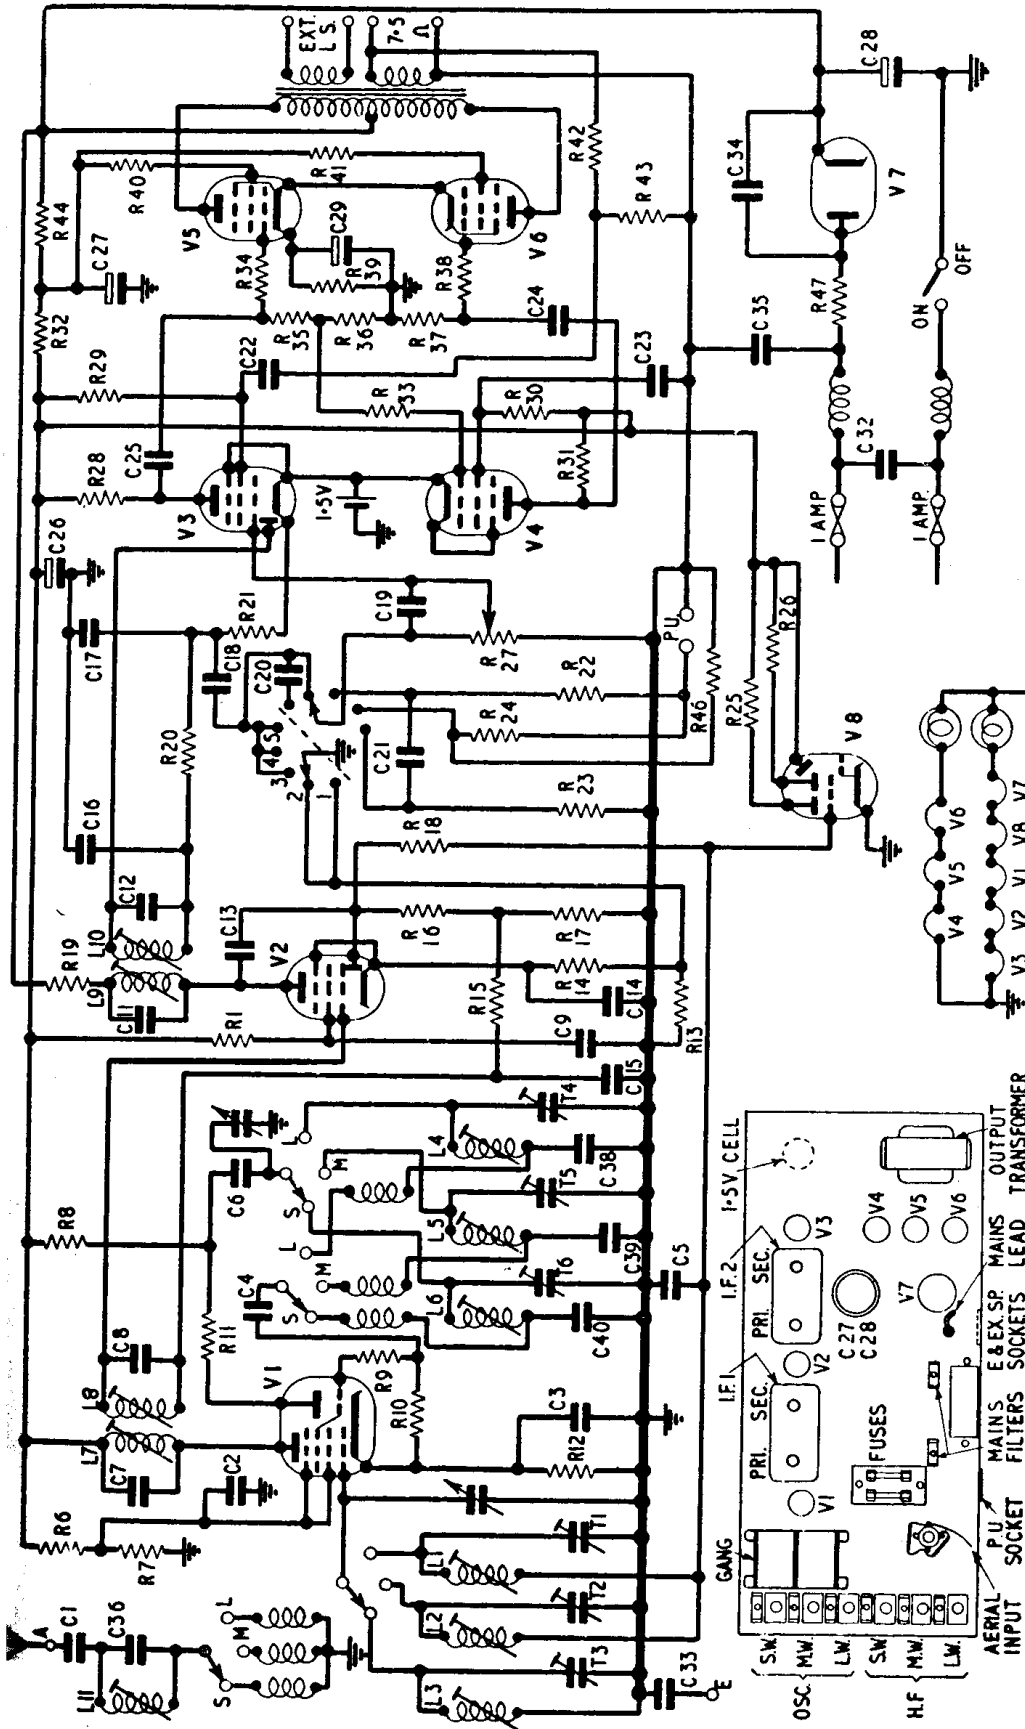 A
C1
C36
L11
S
M
L
R6
R7
C2
L7
L8
C7
C8
R8
R11
V1
C4
C6
R9
R10
R12
C3
S
M
L
S
M
L
L1
L2
L3
T1
T2
T3
C33
E
L4
L5
L6
T4
T5
T6
C38
C39
C40
C5
R1
R19
L9
L10
C11
C12
C13
V2
C9
C14
C15
R13
R14
R15
R16
R17
R18
C16
C17
R20
R21
C18
C20
1
2
3
4
5
C19
C21
R22
R23
R24
R27
PU
R46
C26
R28
C25
R29
V3
1·5V
V4
R30
R31
R33
C22
C23
C24
R32
R44
C27
R40
R41
V5
V6
R34
R35
R36
R37
R38
R39
C29
EXT.
L.S.
7·5
Ω
R42
R43
R25
R26
V8
C35
C32
R47
C34
V7
C28
1 AMP
1 AMP.
ON
OFF
V4
V5
V6
V3
V2
V1
V8
V7
GANG
I.F.1
I.F.2
1·5V CELL
PRI.
SEC.
PRI.
SEC.
V1
V2
V3
V4
V5
V6
V7
C27
C28
FUSES
S.W.
M.W.
L.W.
OSC.
S.W.
M.W.
L.W.
H.F
AERIAL
INPUT
P.U
SOCKET
MAINS
FILTERS
E & EX. SP.
SOCKETS
MAINS
LEAD
OUTPUT
TRANSFORMER